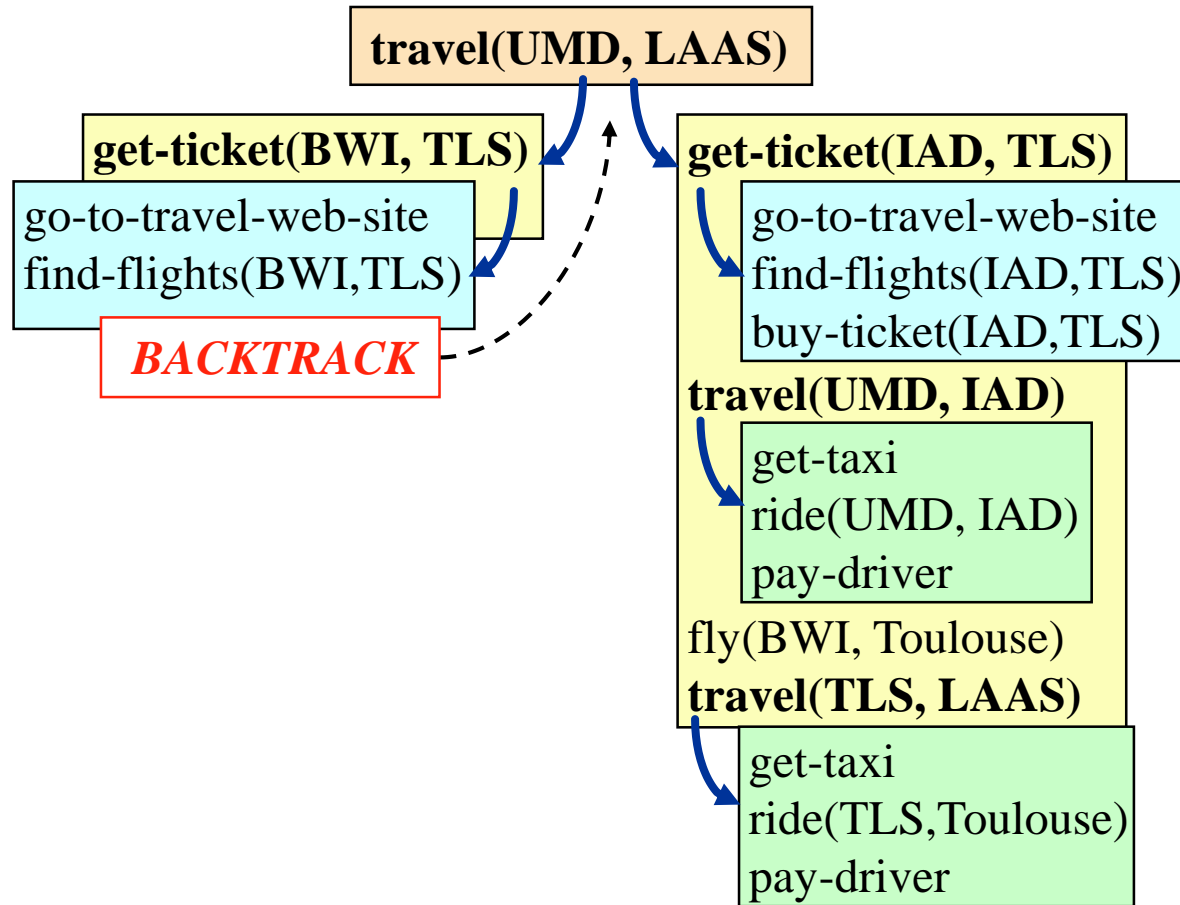 travel(UMD, LAAS)
get-ticket(BWI, TLS)
go-to-travel-web-site
find-flights(BWI,TLS)
BACKTRACK
get-ticket(IAD, TLS)
go-to-travel-web-site
find-flights(IAD,TLS)
buy-ticket(IAD,TLS)
travel(UMD, IAD)
get-taxi
ride(UMD, IAD)
pay-driver
fly(BWI, Toulouse)
travel(TLS, LAAS)
get-taxi
ride(TLS,Toulouse)
pay-driver